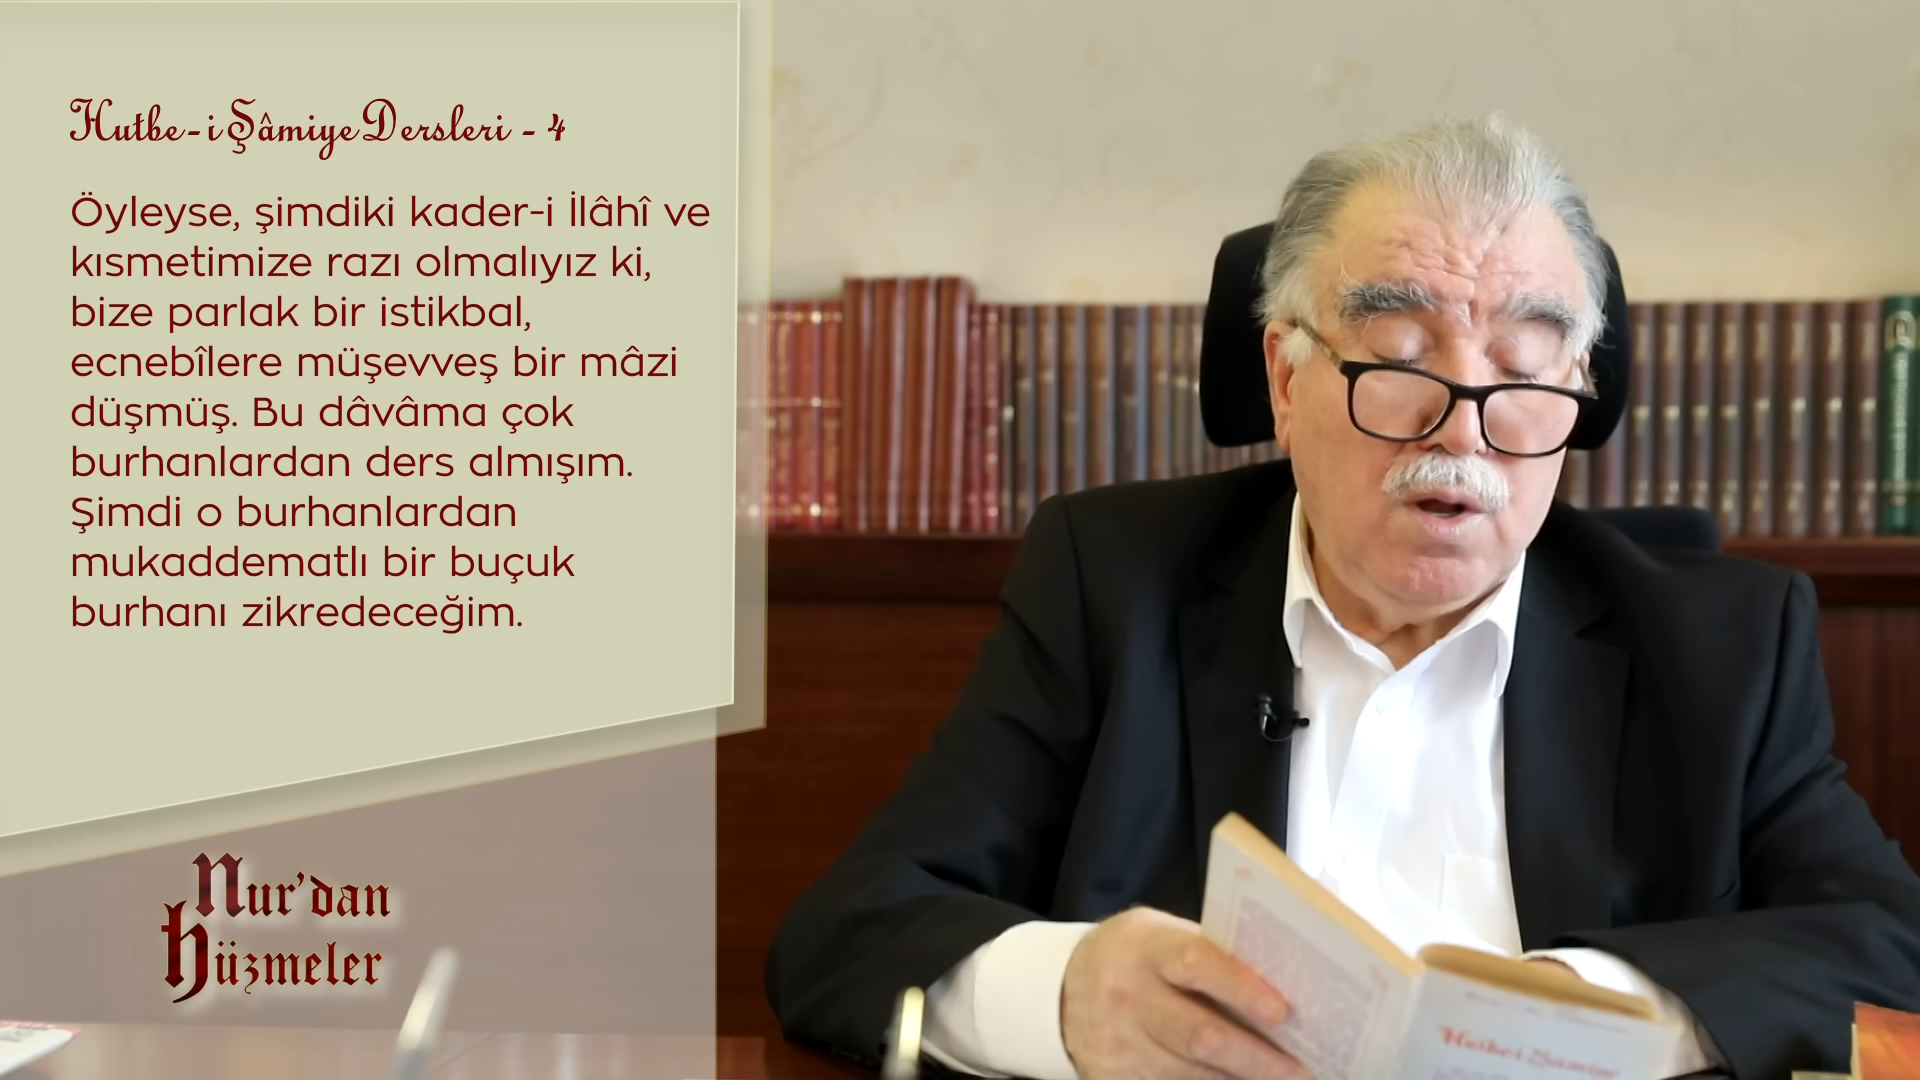 Hutbe-i Şâmiye Dersleri - 4
Öyleyse, şimdiki kader-i İlâhî ve
kısmetimize razı olmalıyız ki,
bize parlak bir istikbal,
ecnebîlere müşevveş bir mâzi
düşmüş. Bu dâvâma çok
burhanlardan ders almışım.
Şimdi o burhanlardan
mukaddematlı bir buçuk
burhanı zikredeceğim.
Nur'dan
Hüzmeler
Hutbe-i Şâmiye